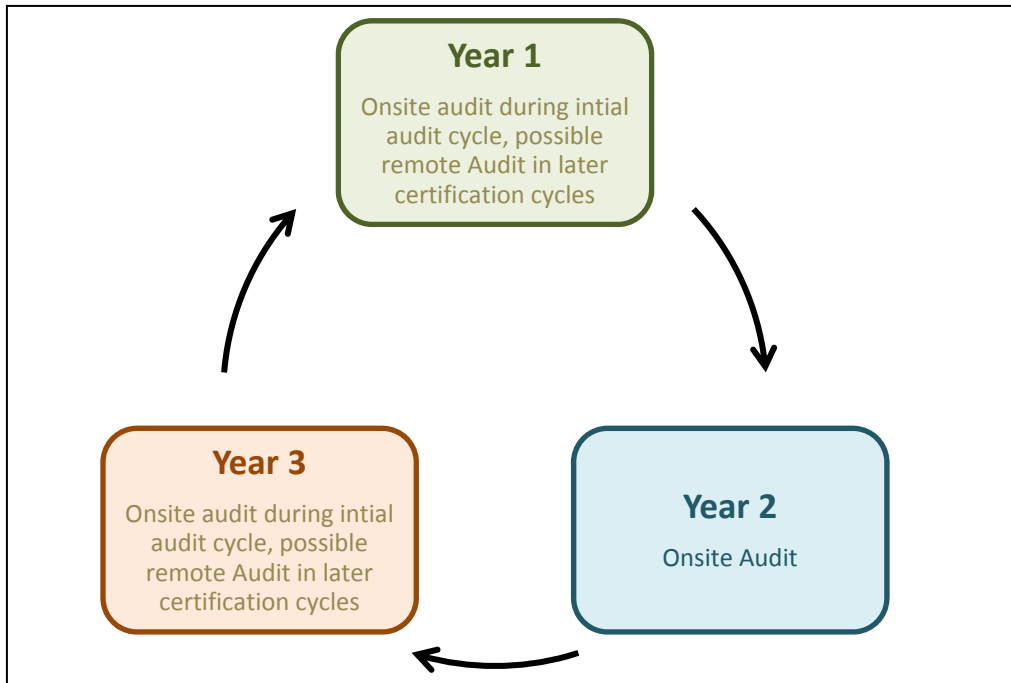 Year 1
Onsite audit during intial
audit cycle, possible
remote Audit in later
certification cycles
Year 2
Onsite Audit
Year 3
Onsite audit during intial
audit cycle, possible
remote Audit in later
certification cycles